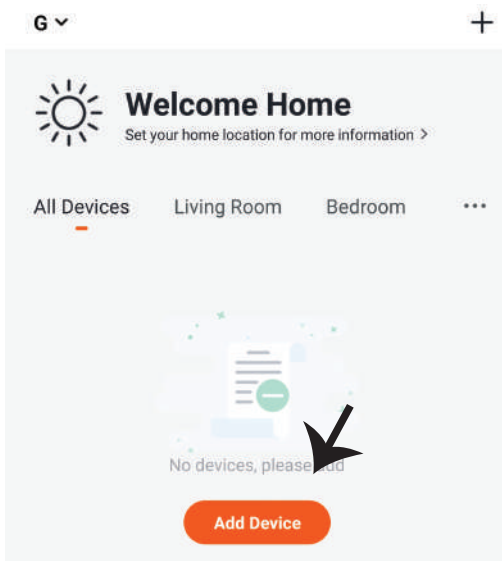 G
Welcome Home
Set your home location for more information >
All Devices Living Room Bedroom ...
No devices, please
Add Device